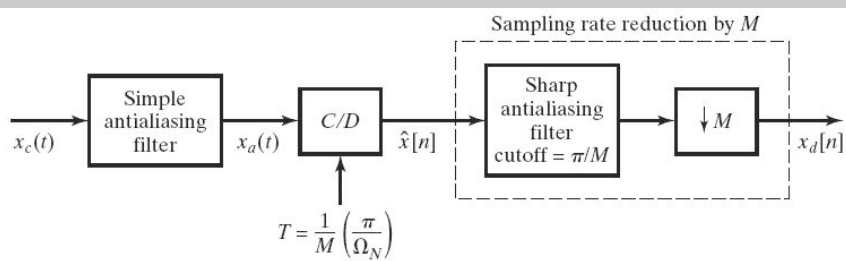 Sampling rate reduction by M
Simple
antialiasing
filter
C/D
Sharp
antialiasing
filter
cutoff = π/M
↓M
x_c(t)
x_a(t)
x̂[n]
x_d[n]
T = 1/M (π/Ω_N)